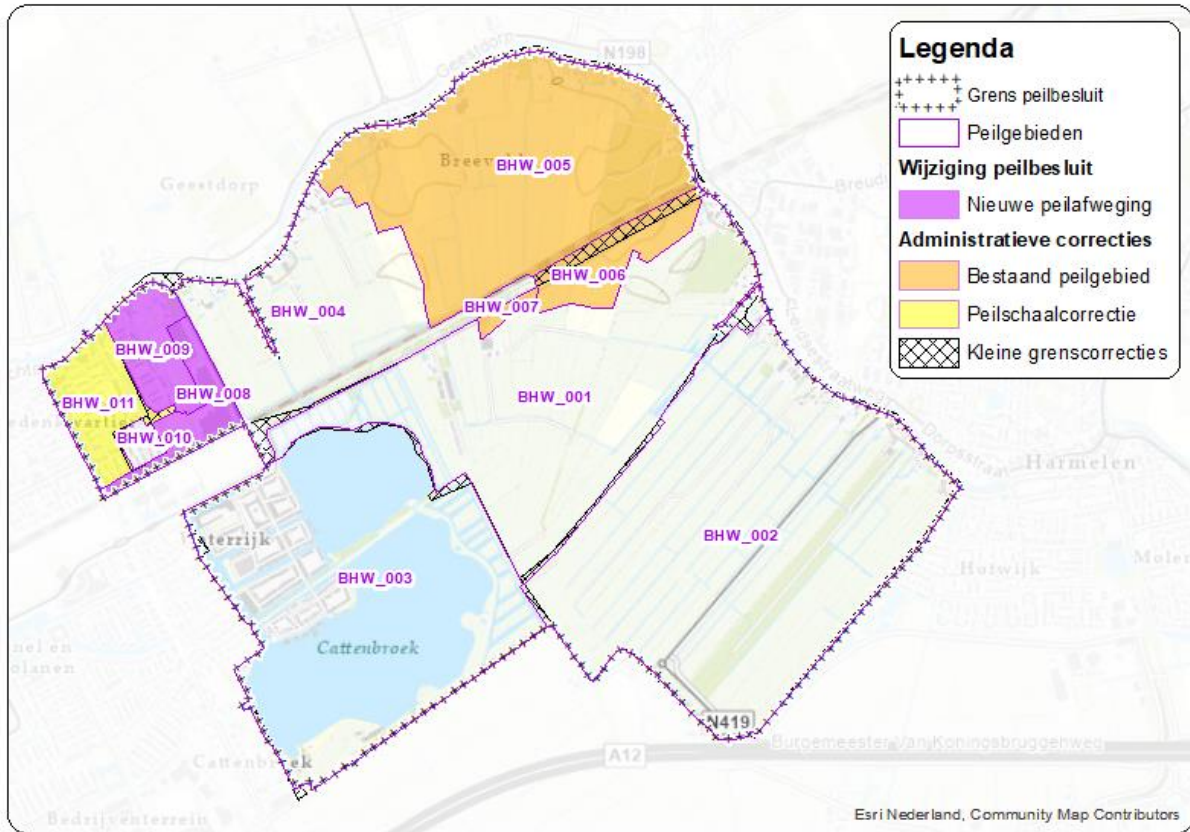 Legenda
Grens peilbesluit
Peilgebieden
Wijziging peilbesluit
Nieuwe peilafweging
Administratieve correcties
Bestaand peilgebied
Peilschaalcorrectie
Kleine grenscorrecties
Geestdorp
N198
BHW_005
Geestdorp
BHW_006
BHW_007
BHW_004
BHW_009
BHW_008
BHW_011
BHW_010
BHW_001
Harmelen
BHW_002
BHW_003
Cattenbroek
N419
A12
Burgemeester Van Koningsbruggenweg
Cattenbroek
Bedrijventerrein
Esri Nederland, Community Map Contributors